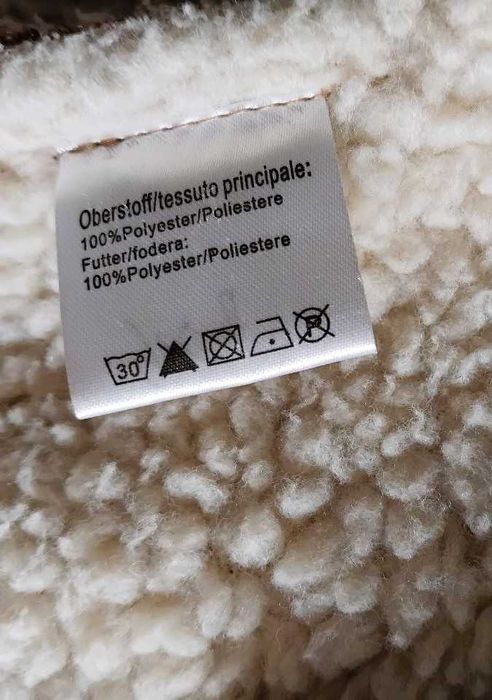 Oberstoff/tessuto principale:
100%Polyester/Poliestere
Futter/fodera:
100%Polyester/Poliestere
30° P